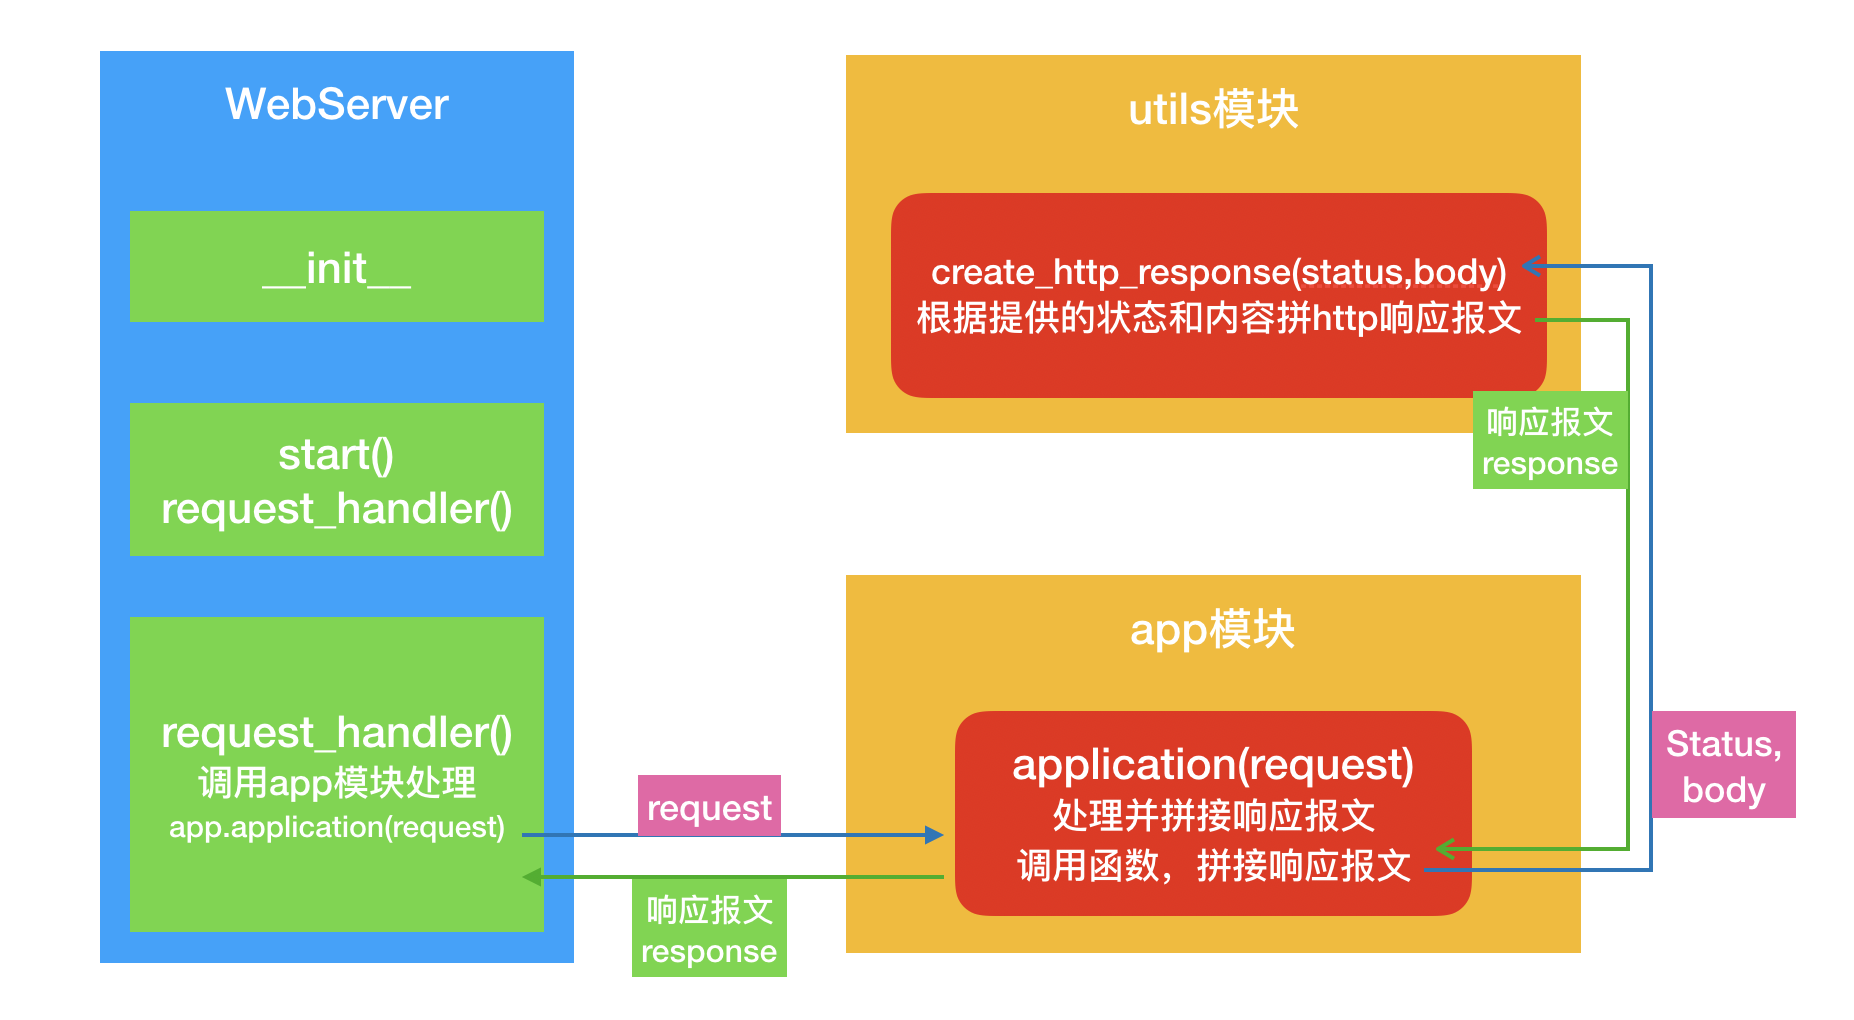 WebServer
__init__
start()
request_handler()
request_handler()
调用app模块处理
app.application(request)
request
响应报文
response
utils模块
create_http_response(status,body)
根据提供的状态和内容拼http响应报文
响应报文
response
app模块
application(request)
处理并拼接响应报文
调用函数，拼接响应报文
Status,
body